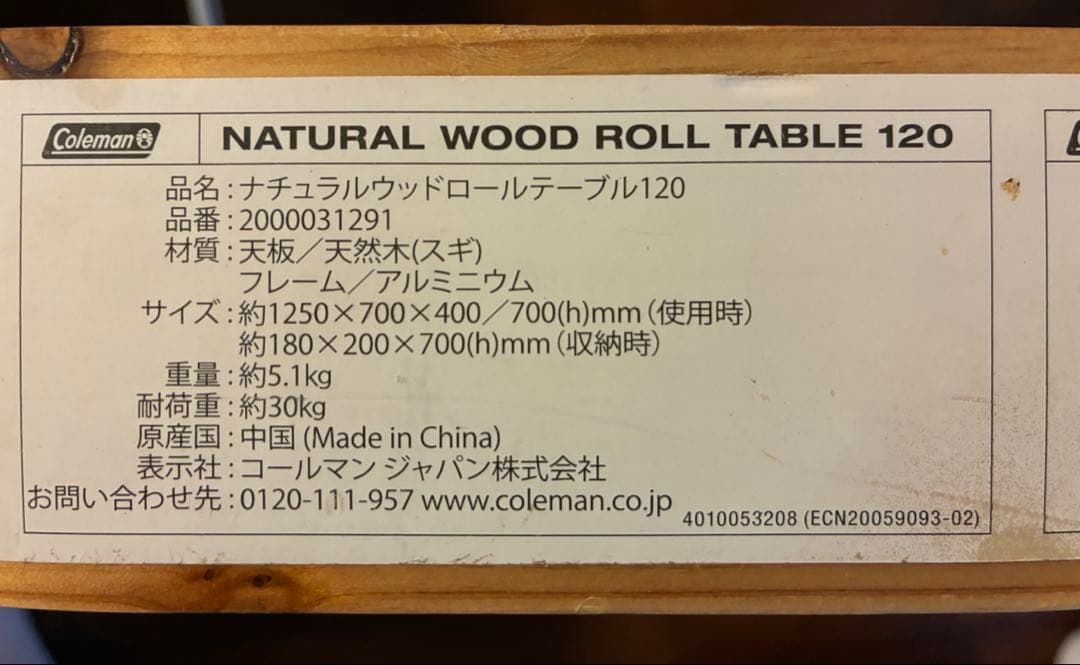 Coleman
NATURAL WOOD ROLL TABLE 120
品名:ナチュラルウッドロールテーブル120
品番:2000031291
材質:天板／天然木(スギ)
フレーム／アルミニウム
サイズ:約1250×700×400／700(h)mm（使用時）
約180×200×700(h)mm（収納時）
重量:約5.1kg
耐荷重:約30kg
原産国:中国 (Made in China)
表示社:コールマン ジャパン株式会社
お問い合わせ先:0120-111-957 www.coleman.co.jp
4010053208 (ECN20059093-02)